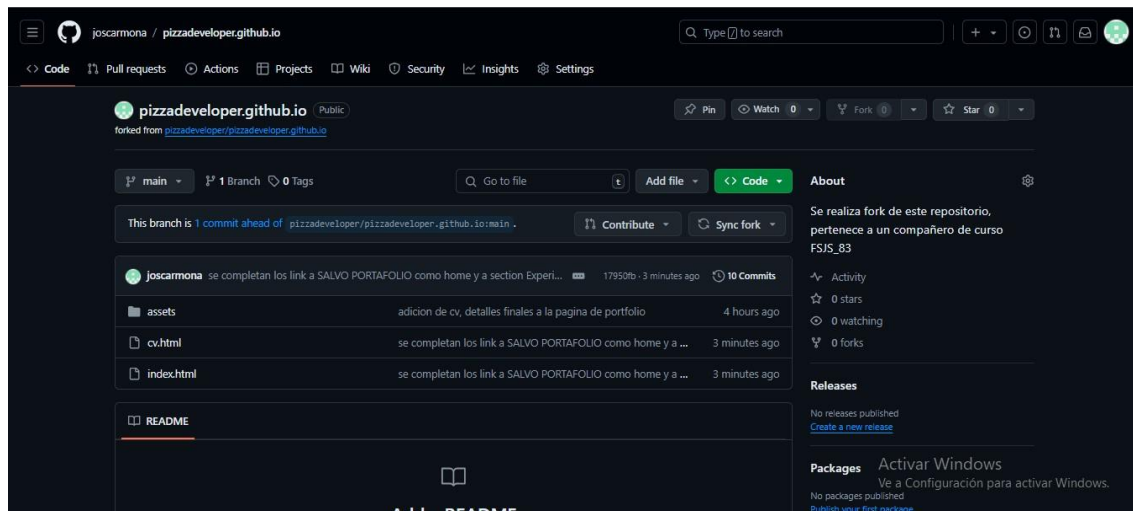 joscarmona / pizzadeveloper.github.io
Type / to search
Code Pull requests Actions Projects Wiki Security Insights Settings
pizzadeveloper.github.io Public
Pin Watch 0 Fork 0 Star 0
forked from pizzadeveloper/pizzadeveloper.github.io
main 1 Branch 0 Tags
Go to file t Add file Code
This branch is 1 commit ahead of pizzadeveloper/pizzadeveloper.github.io:main .
Contribute Sync fork
joscarmona se completan los link a SALVO PORTAFOLIO como home y a section Experi... 17950fb · 3 minutes ago 10 Commits
assets adicion de cv, detalles finales a la pagina de portfolio 4 hours ago
cv.html se completan los link a SALVO PORTAFOLIO como home y a ... 3 minutes ago
index.html se completan los link a SALVO PORTAFOLIO como home y a ... 3 minutes ago
README
About
Se realiza fork de este repositorio,
pertenece a un compañero de curso
FSJS_83
Activity
0 stars
0 watching
0 forks
Releases
No releases published
Create a new release
Packages
No packages published
Publish your first package
Activar Windows
Ve a Configuración para activar Windows.